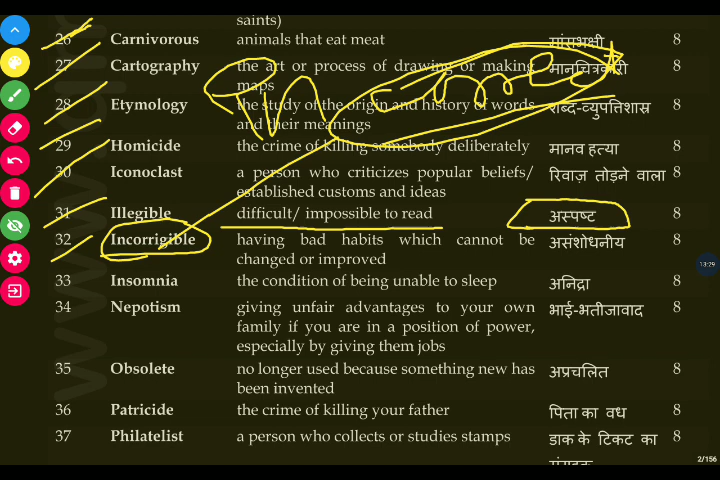 saints)
26 Carnivorous animals that eat meat मांसभक्षी 8
27 Cartography the art or process of drawing or making मानचित्रकारी 8
maps
28 Etymology the study of the origin and history of words शब्द-व्युपतिशास्र 8
and their meanings
29 Homicide the crime of killing somebody deliberately मानव हत्या 8
30 Iconoclast a person who criticizes popular beliefs/ रिवाज़ तोड़ने वाला 8
established customs and ideas
31 Illegible difficult/ impossible to read अस्पष्ट 8
32 Incorrigible having bad habits which cannot be असंशोधनीय 8
changed or improved
13:29
33 Insomnia the condition of being unable to sleep अनिद्रा 8
34 Nepotism giving unfair advantages to your own भाई-भतीजावाद 8
family if you are in a position of power,
especially by giving them jobs
35 Obsolete no longer used because something new has अप्रचलित 8
been invented
36 Patricide the crime of killing your father पिता का वध 8
37 Philatelist a person who collects or studies stamps डाक के टिकट का 8
2/156